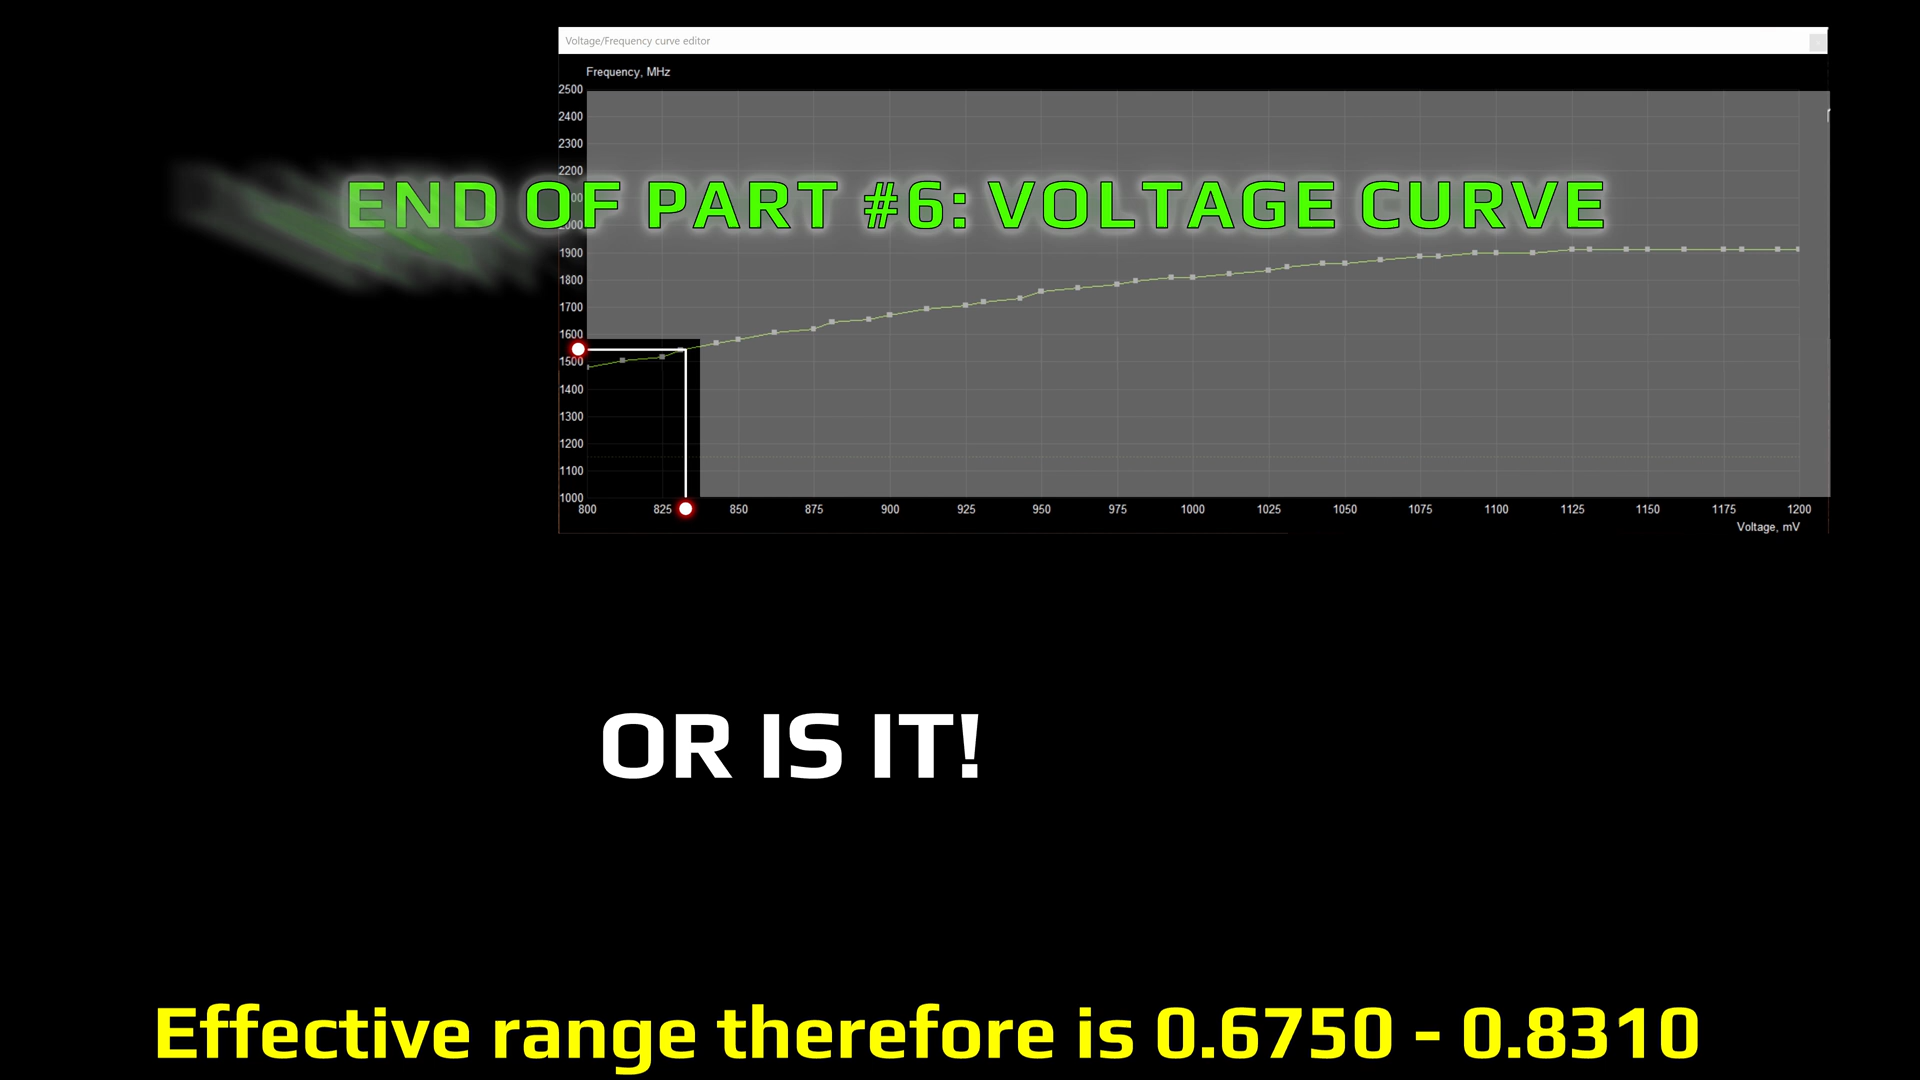 Voltage/Frequency curve editor
Frequency, MHz
2500
2400
2300
2200
END OF PART #6: VOLTAGE CURVE
2000
1900
1800
1700
1600
1500
1400
1300
1200
1100
1000
800 825 850 875 900 925 950 975 1000 1025 1050 1075 1100 1125 1150 1175 1200
Voltage, mV
OR IS IT!
Effective range therefore is 0.6750 - 0.8310